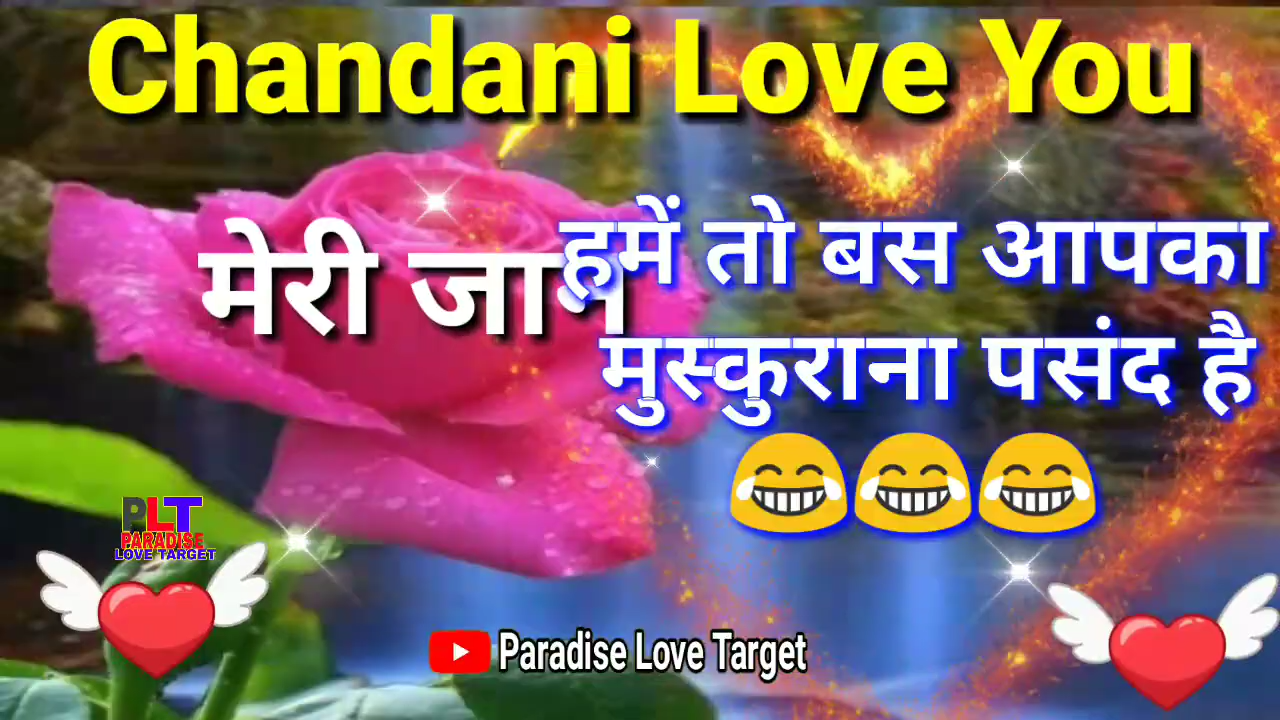 Chandani Love You
मेरी जान
हमें तो बस आपका
मुस्कुराना पसंद है
😂😂😂
PLT
PARADISE
LOVE TARGET
Paradise Love Target